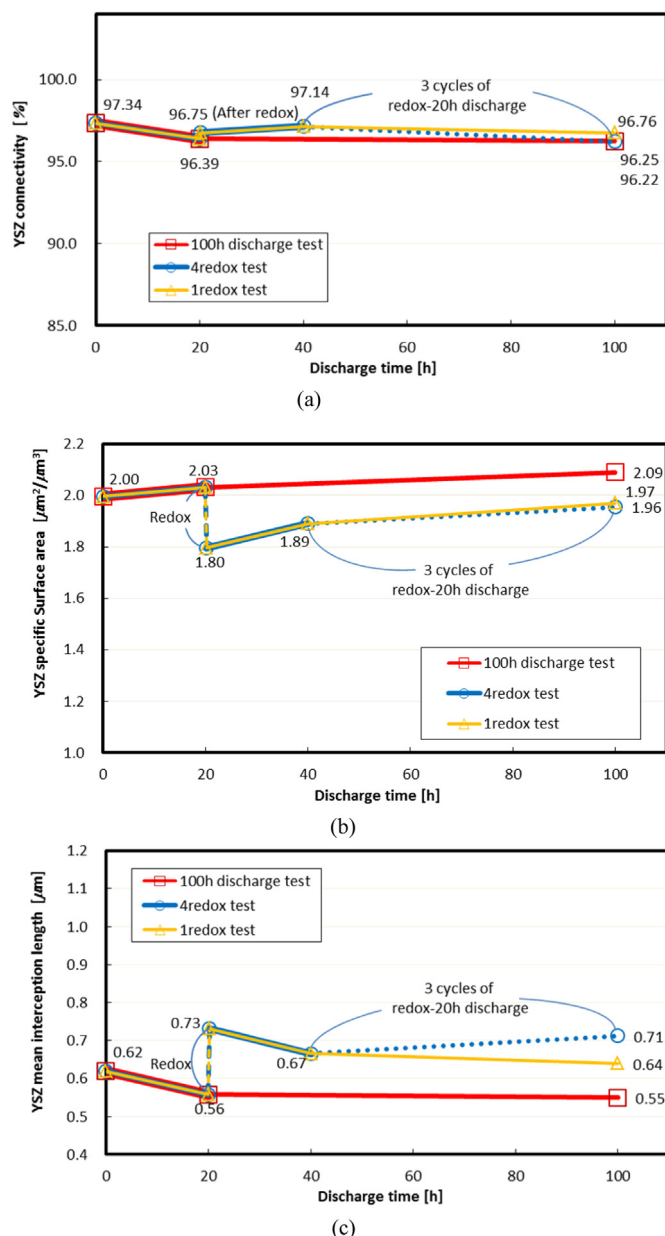 100.0
95.0
90.0
85.0
YSZ connectivity [%]
97.34
96.75 (After redox)
96.39
97.14
3 cycles of
redox-20h discharge
96.76
96.25
96.22
100h discharge test
4redox test
1redox test
0 20 40 60 80 100
Discharge time [h]
(a)
2.2
2.0
1.8
1.6
1.4
1.2
1.0
YSZ specific Surface area [μm²/μm³]
2.00
2.03
Redox
1.80
1.89
3 cycles of
redox-20h discharge
2.09
1.97
1.96
100h discharge test
4redox test
1redox test
0 20 40 60 80 100
Discharge time [h]
(b)
1.2
1.1
1.0
0.9
0.8
0.7
0.6
0.5
0.4
YSZ mean interception length [μm]
100h discharge test
4redox test
1redox test
0.62
0.73
Redox
0.56
0.67
3 cycles of
redox-20h discharge
0.71
0.64
0.55
0 20 40 60 80 100
Discharge time [h]
(c)